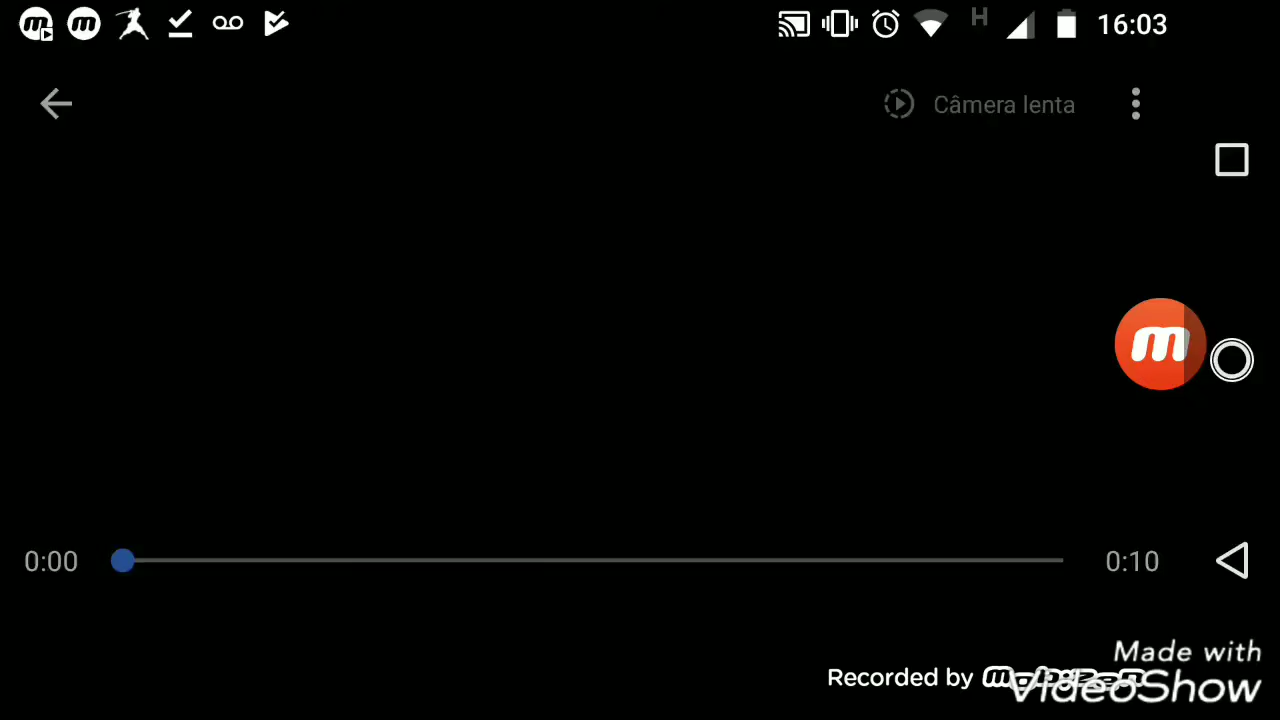 H 16:03
Câmera lenta
0:00 0:10
Made with
Recorded by
VideoShow